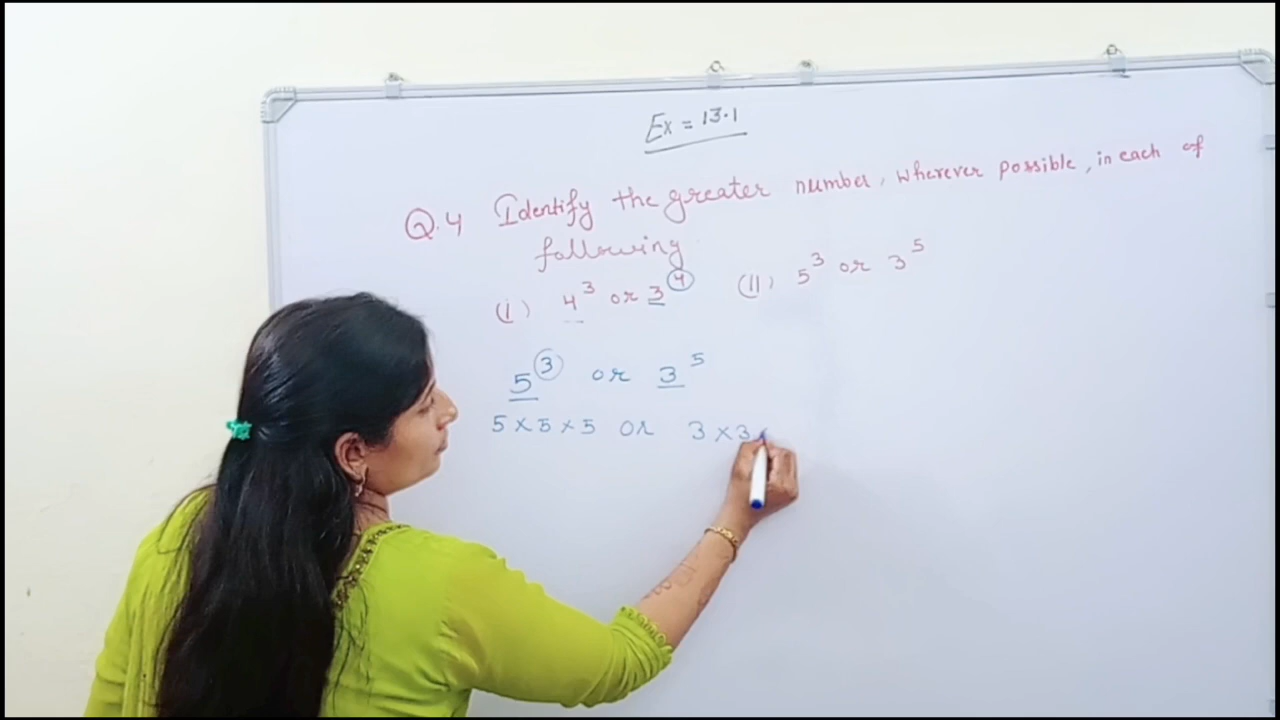 Ex = 13.1
Q.4 Identify the greater number, wherever possible, in each of
following
(i) 4³ or 3⁴ (II) 5³ or 3⁵
5³ or 3⁵
5 × 5 × 5 or 3 × 3